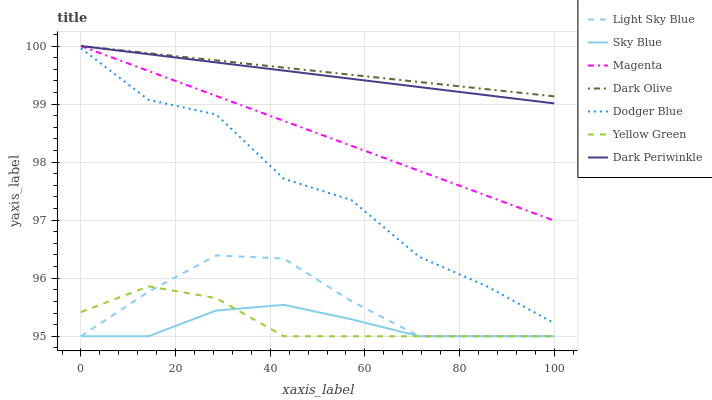 title
yaxis_label
100
99
98
97
96
95
0
20
40
60
80
100
xaxis_label
Light Sky Blue
Sky Blue
Magenta
Dark Olive
Dodger Blue
Yellow Green
Dark Periwinkle